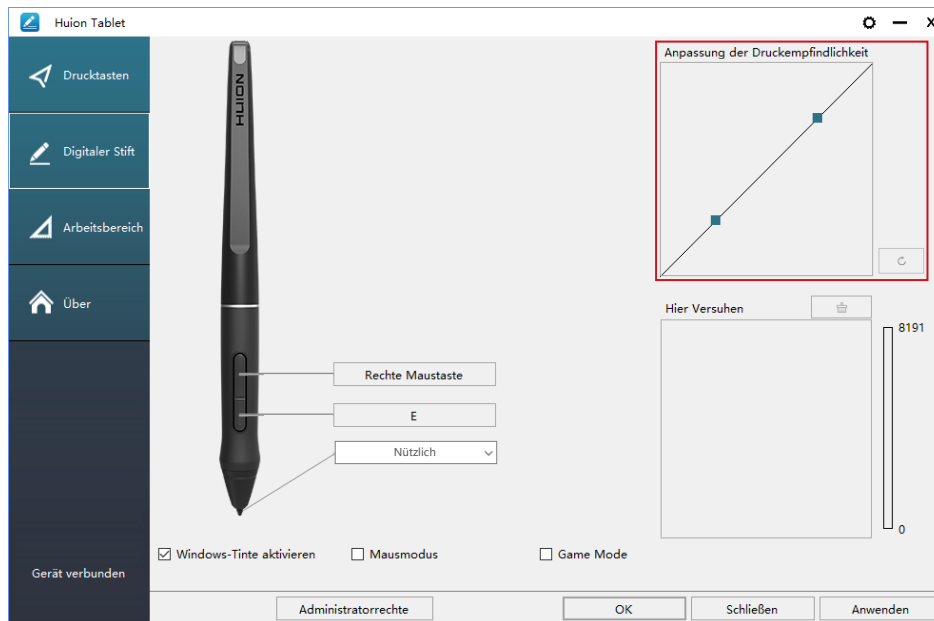 Huion Tablet
Drucktasten
Digitaler Stift
Arbeitsbereich
Über
Gerät verbunden
HUION
Rechte Maustaste
E
Nützlich
Windows-Tinte aktivieren
Mausmodus
Game Mode
Anpassung der Druckempfindlichkeit
Hier Versuhen
8191
0
Administratorrechte
OK
Schließen
Anwenden